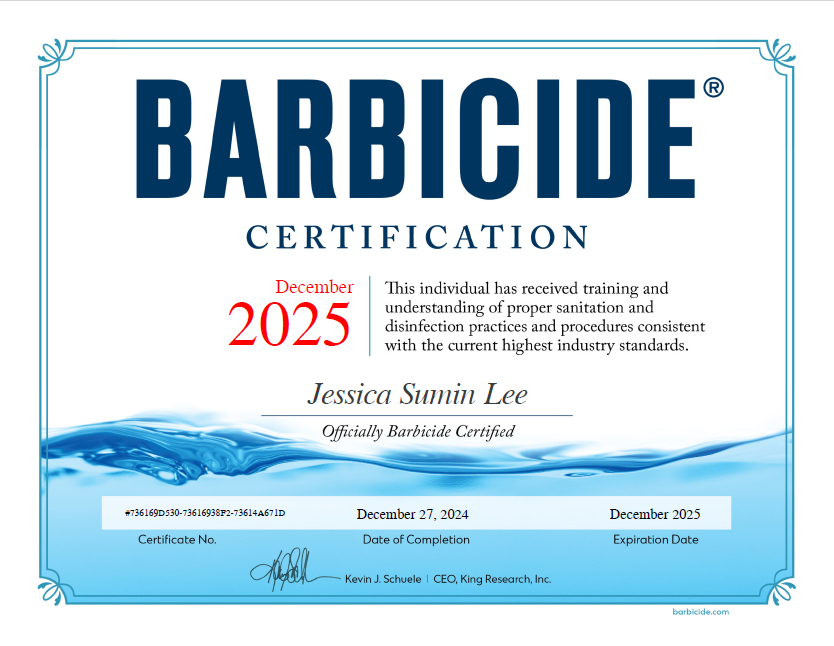 BARBICIDE®
CERTIFICATION
December
2025
This individual has received training and
understanding of proper sanitation and
disinfection practices and procedures consistent
with the current highest industry standards.
Jessica Sumin Lee
Officially Barbicide Certified
#736169D530-73616938F2-73614A671D
December 27, 2024
December 2025
Certificate No.
Date of Completion
Expiration Date
Kevin J. Schuele | CEO, King Research, Inc.
barbicide.com